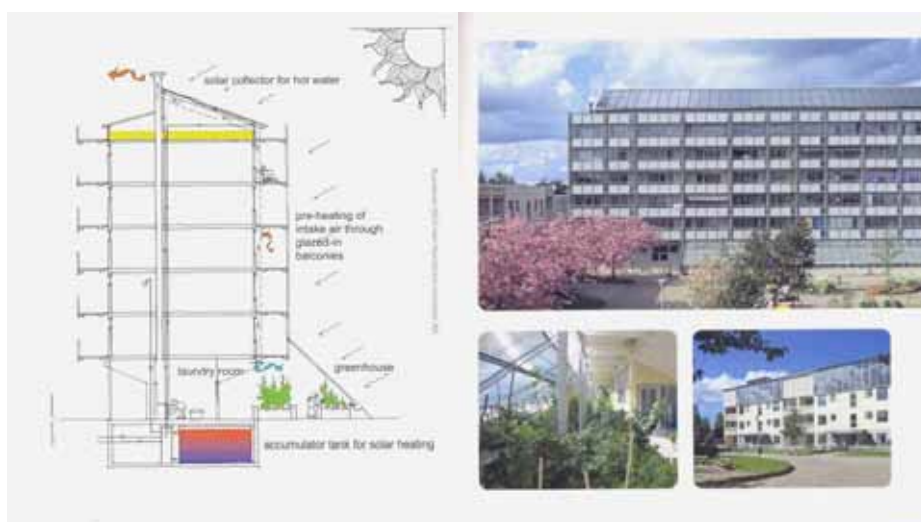 solar collector for hot water
pre-heating of
intake air through
glazed-in
balconies
laundry room
greenhouse
accumulator tank for solar heating